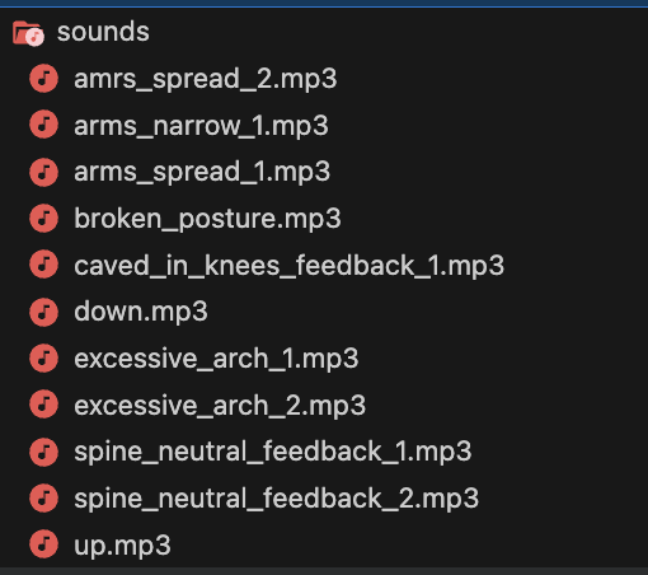 sounds
amrs_spread_2.mp3
arms_narrow_1.mp3
arms_spread_1.mp3
broken_posture.mp3
caved_in_knees_feedback_1.mp3
down.mp3
excessive_arch_1.mp3
excessive_arch_2.mp3
spine_neutral_feedback_1.mp3
spine_neutral_feedback_2.mp3
up.mp3